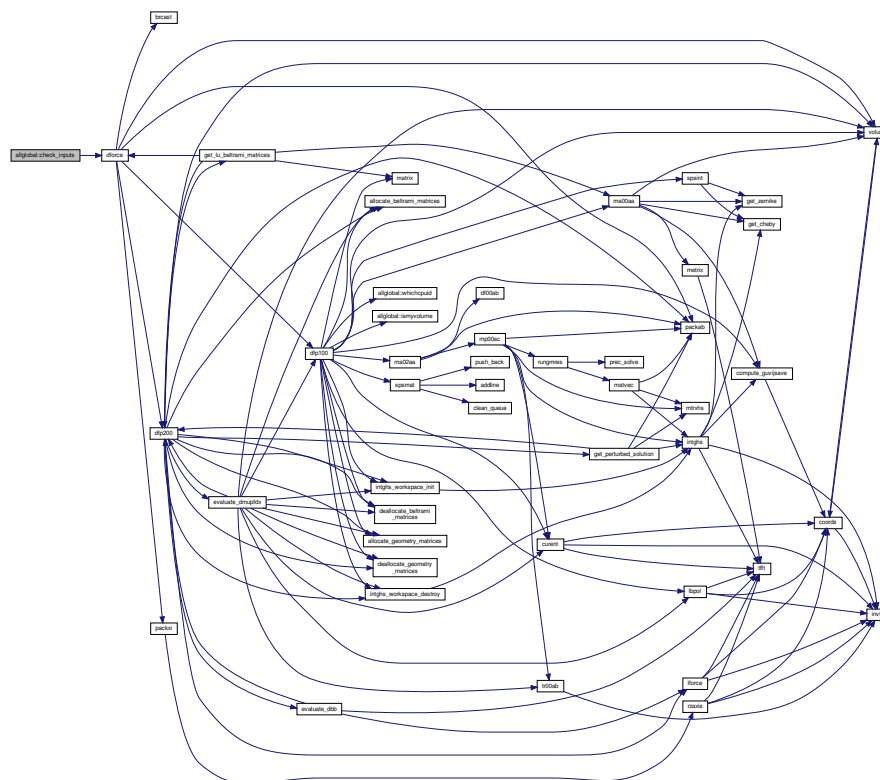 brcast
allglobal::check_inputs
dforce
get_lu_beltrami_matrices
matrix
allocate_beltrami_matrices
spsint
ma00aa
get_zernike
get_cheby
metrix
allglobal::whichcpuid
allglobal::ismyvolume
df00ab
packab
mp00ac
dfp100
ma02aa
push_back
rungmres
prec_solve
compute_guvijsave
spsmat
addline
matvec
clean_queue
mtrxhs
dfp200
intghs
get_perturbed_solution
intghs_workspace_init
evaluate_dmupfdx
deallocate_beltrami
_matrices
coords
allocate_geometry_matrices
curent
deallocate_geometry
_matrices
tfft
intghs_workspace_destroy
lbpol
packxi
lforce
tr00ab
rzaxis
evaluate_dbb